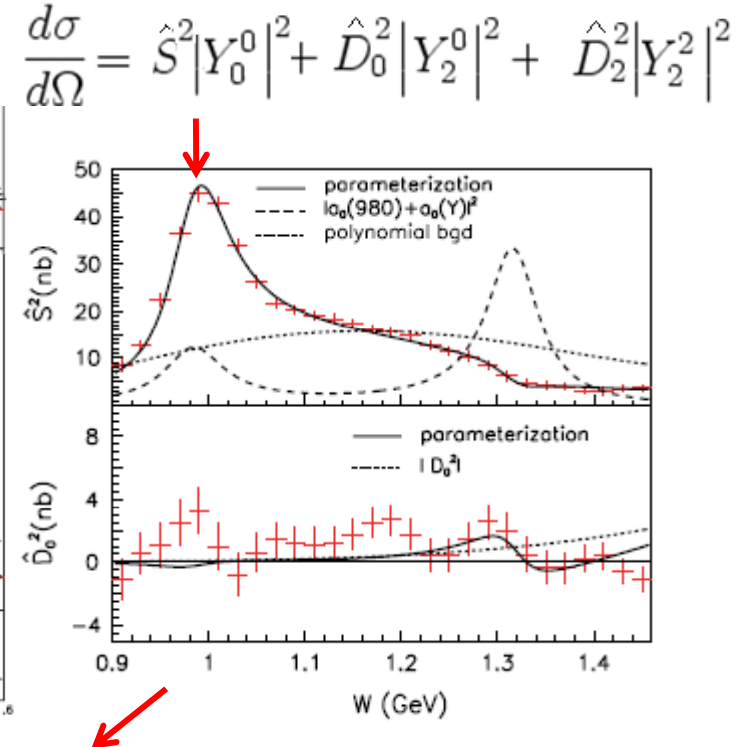 dσ/dΩ = Ŝ²|Y₀⁰|² + D̂₀²|Y₂⁰|² + D̂₂²|Y₂²|²
50
40
30
20
10
Ŝ²(nb)
parameterization
|a₀(980)+a₀(Y)|²
polynomial bgd
8
4
0
−4
D̂₀²(nb)
parameterization
| D₀²|
0.9 1 1.1 1.2 1.3 1.4
W (GeV)
.6